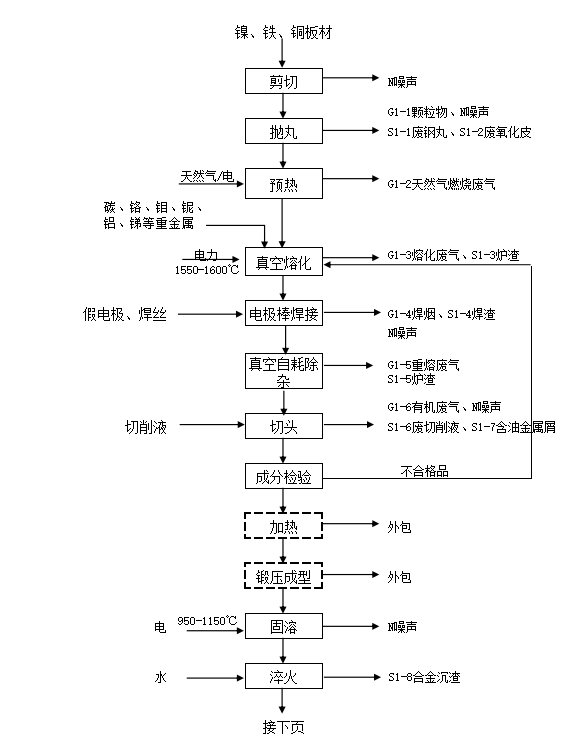 镍、铁、铜板材
剪切
N噪声
G1-1颗粒物、N噪声
抛丸
S1-1废钢丸、S1-2废氧化皮
天然气/电
预热
G1-2天然气燃烧废气
碳、铬、钼、铌、
铝、锑等重金属
电力
1550-1600℃
真空熔化
G1-3熔化废气、S1-3炉渣
假电极、焊丝
电极棒焊接
G1-4焊烟、S1-4焊渣
N噪声
真空自耗除
杂
G1-5重熔废气
S1-5炉渣
G1-6有机废气、N噪声
切削液
切头
S1-6废切削液、S1-7含油金属屑
成分检验
不合格品
加热
外包
锻压成型
外包
电
950-1150℃
固溶
N噪声
水
淬火
S1-8合金沉渣
接下页